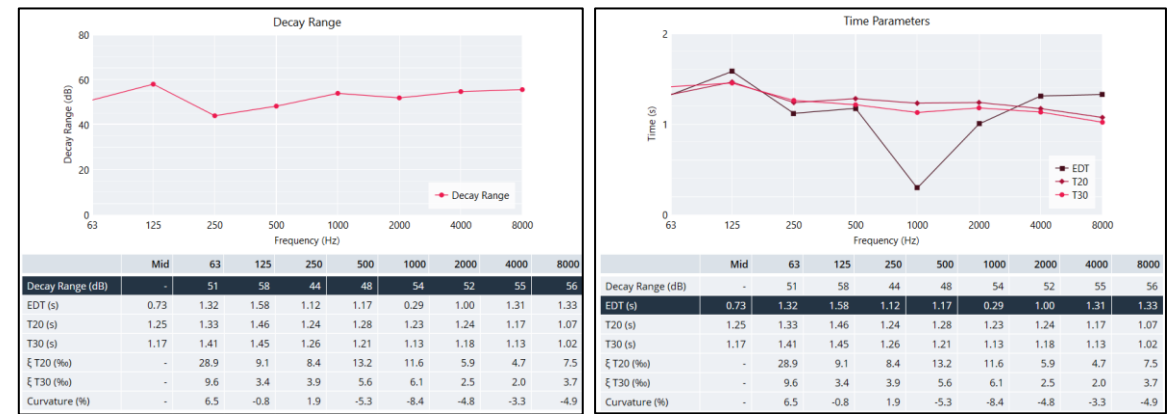 Decay Range
80
60
40
20
0
Decay Range (dB)
Decay Range
63 125 250 500 1000 2000 4000 8000
Frequency (Hz)
Mid 63 125 250 500 1000 2000 4000 8000
Decay Range (dB) - 51 58 44 48 54 52 55 56
EDT (s) 0.73 1.32 1.58 1.12 1.17 0.29 1.00 1.31 1.33
T20 (s) 1.25 1.33 1.46 1.24 1.28 1.23 1.24 1.17 1.07
T30 (s) 1.17 1.41 1.45 1.26 1.21 1.13 1.18 1.13 1.02
ξ T20 (‰) - 28.9 9.1 8.4 13.2 11.6 5.9 4.7 7.5
ξ T30 (‰) - 9.6 3.4 3.9 5.6 6.1 2.5 2.0 3.7
Curvature (%) - 6.5 -0.8 1.9 -5.3 -8.4 -4.8 -3.3 -4.9
Time Parameters
2
1
0
Time (s)
EDT
T20
T30
63 125 250 500 1000 2000 4000 8000
Frequency (Hz)
Mid 63 125 250 500 1000 2000 4000 8000
Decay Range (dB) - 51 58 44 48 54 52 55 56
EDT (s) 0.73 1.32 1.58 1.12 1.17 0.29 1.00 1.31 1.33
T20 (s) 1.25 1.33 1.46 1.24 1.28 1.23 1.24 1.17 1.07
T30 (s) 1.17 1.41 1.45 1.26 1.21 1.13 1.18 1.13 1.02
ξ T20 (‰) - 28.9 9.1 8.4 13.2 11.6 5.9 4.7 7.5
ξ T30 (‰) - 9.6 3.4 3.9 5.6 6.1 2.5 2.0 3.7
Curvature (%) - 6.5 -0.8 1.9 -5.3 -8.4 -4.8 -3.3 -4.9